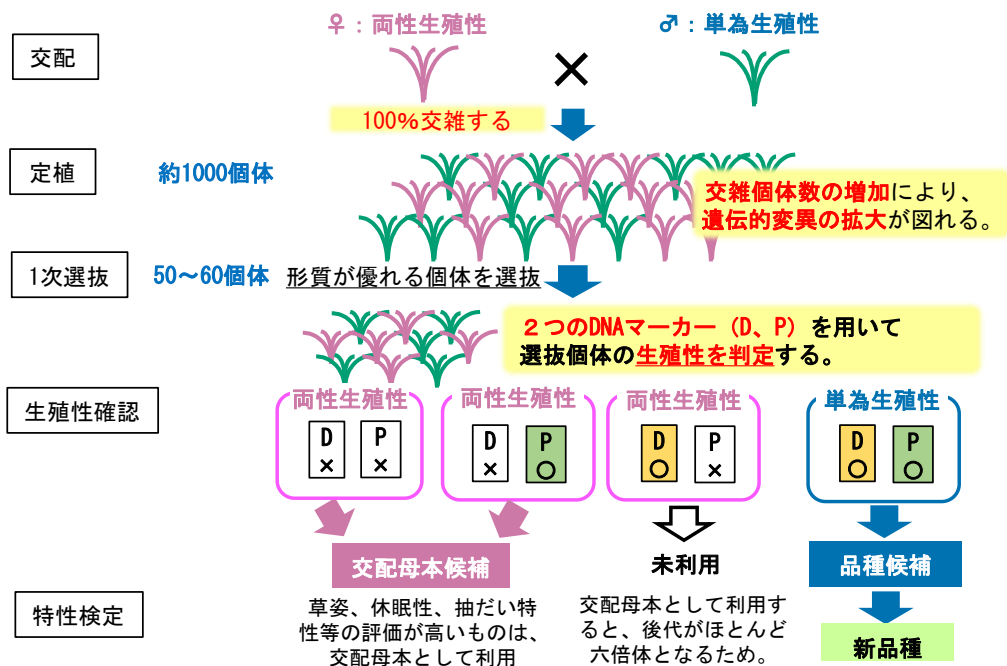 ♀：両性生殖性
♂：単為生殖性
交配
×
100%交雑する
定植
約1000個体
交雑個体数の増加により、
遺伝的変異の拡大が図れる。
1次選抜
50～60個体
形質が優れる個体を選抜
２つのDNAマーカー（D、P）を用いて
選抜個体の生殖性を判定する。
生殖性確認
両性生殖性
D
×
P
×
両性生殖性
D
×
P
○
両性生殖性
D
○
P
×
単為生殖性
D
○
P
○
交配母本候補
未利用
品種候補
特性検定
草姿、休眠性、抽だい特
性等の評価が高いものは、
交配母本として利用
交配母本として利用す
ると、後代がほとんど
六倍体となるため。
新品種